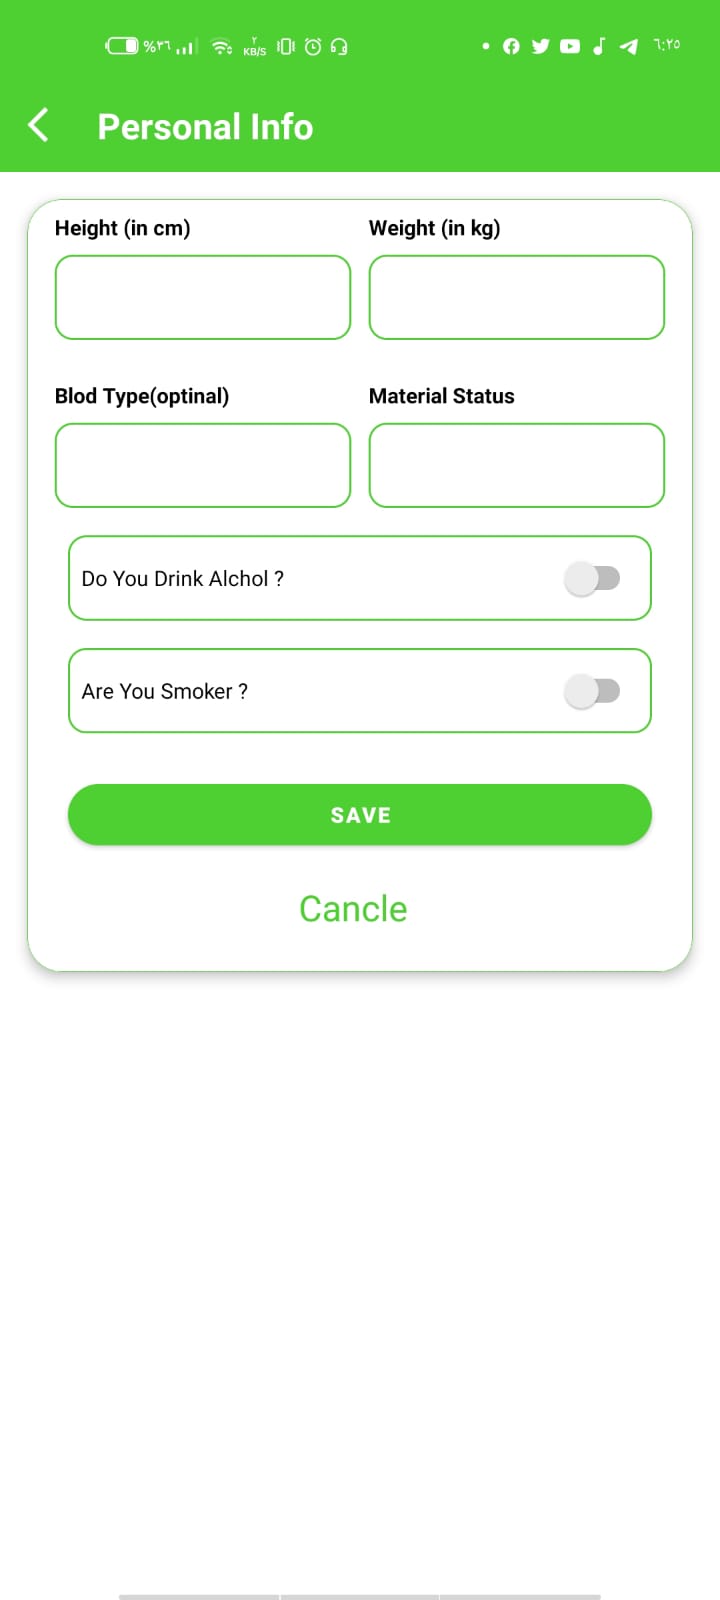 %٣٦ ٢ KB/S ٦:٢٥
Personal Info
Height (in cm) Weight (in kg)
Blod Type(optinal) Material Status
Do You Drink Alchol ?
Are You Smoker ?
SAVE
Cancle